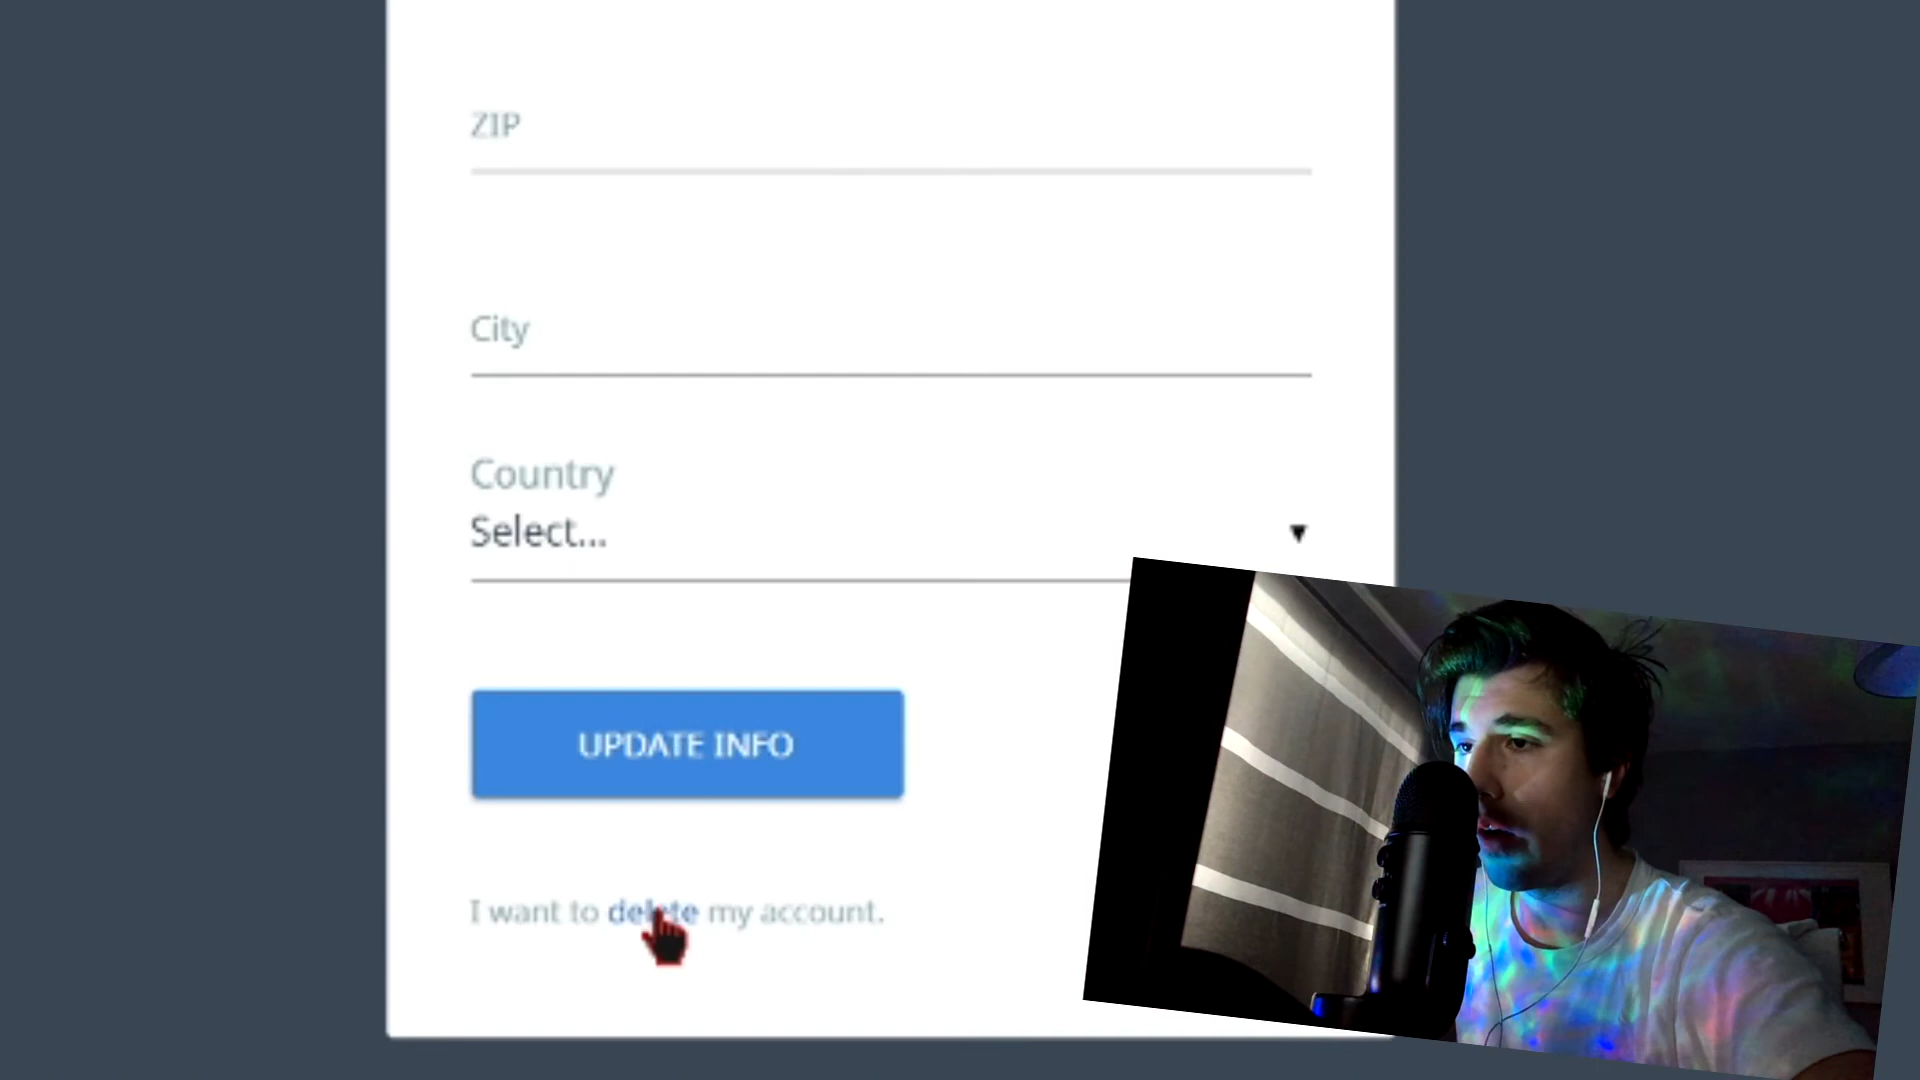 ZIP
City
Country
Select...
UPDATE INFO
I want to delete my account.